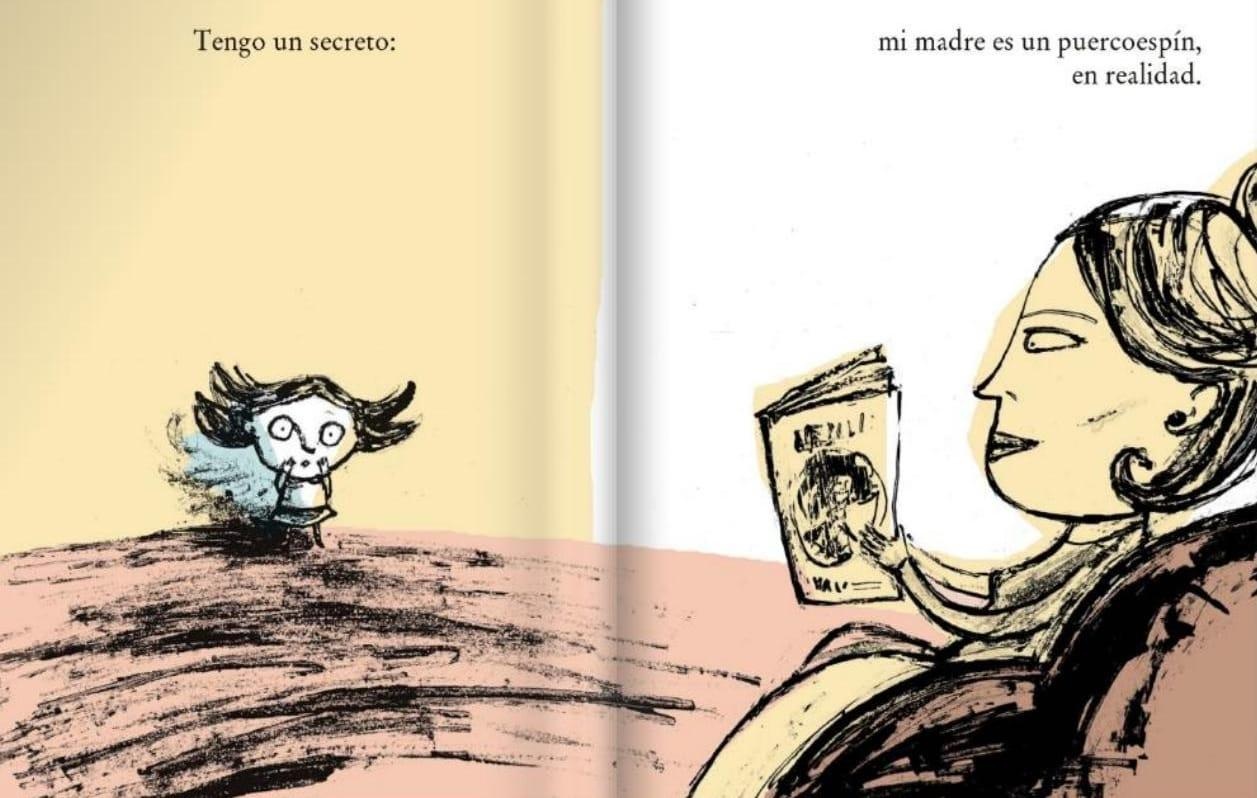 Tengo un secreto:
mi madre es un puercoespín,
en realidad.